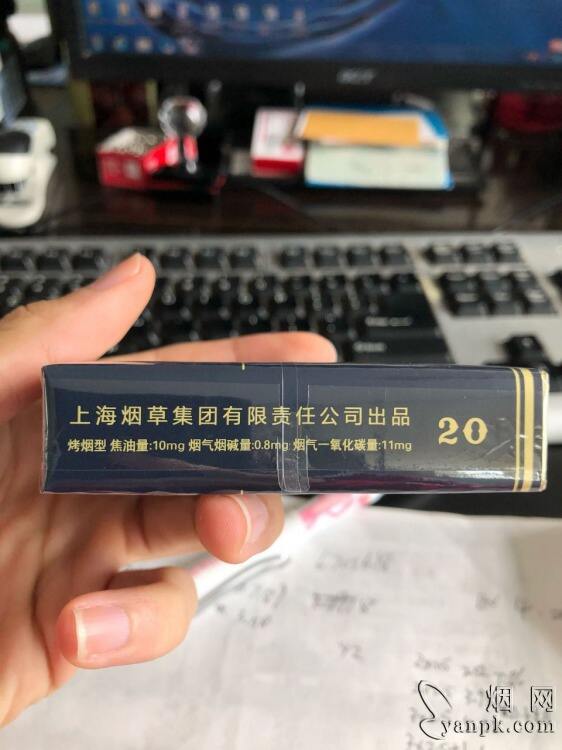 acer
上海烟草集团有限责任公司出品
烤烟型 焦油量:10mg 烟气烟碱量:0.8mg 烟气一氧化碳量:11mg
20
烟网
yanpk.com